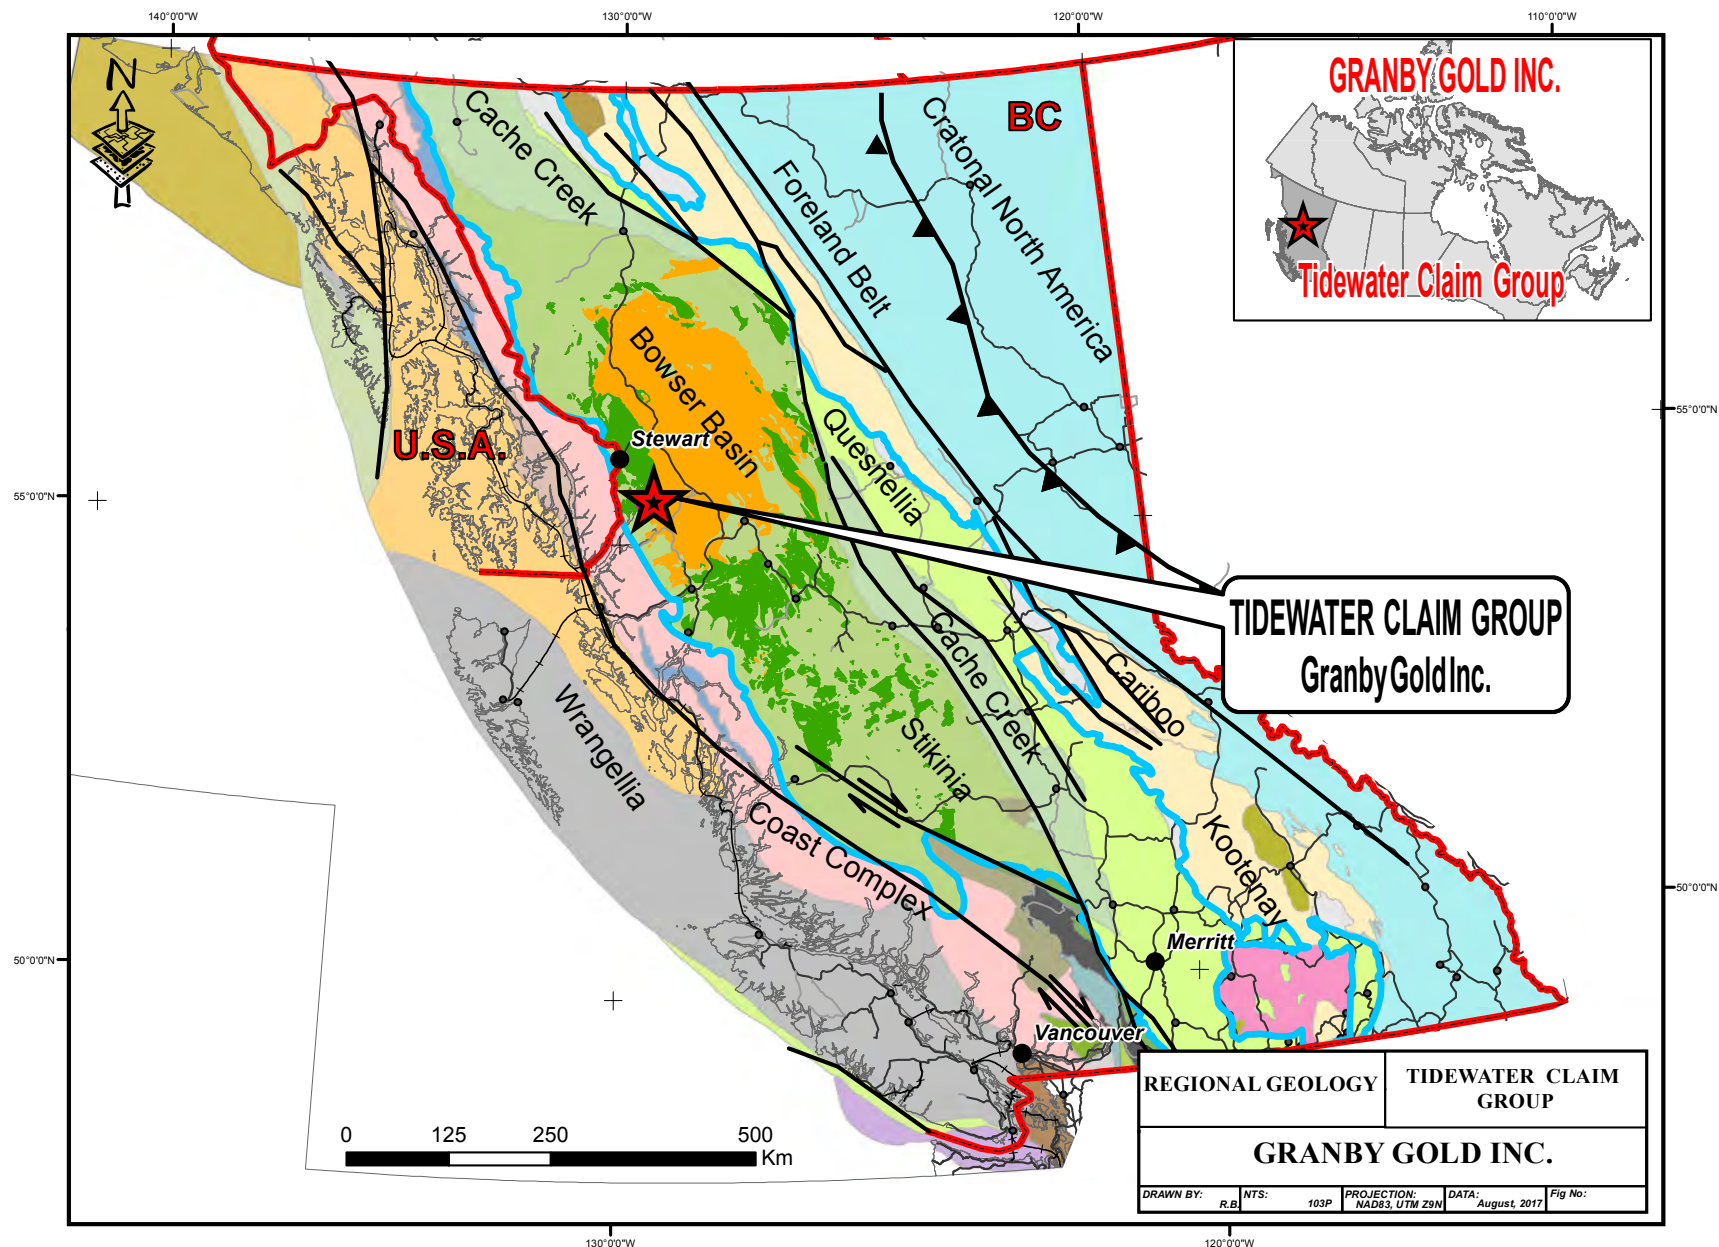 140°0'0"W
130°0'0"W
120°0'0"W
110°0'0"W
N
BC
GRANBY GOLD INC.
Tidewater Claim Group
Cache Creek
Foreland Belt
Cratonal North America
Bowser Basin
U.S.A.
Stewart
Quesnellia
55°0'0"N
55°0'0"N
TIDEWATER CLAIM GROUP
Granby Gold Inc.
Cache Creek
Cariboo
Wrangellia
Stikinia
Coast Complex
Kootenay
50°0'0"N
50°0'0"N
Merritt
Vancouver
0 125 250 500
Km
REGIONAL GEOLOGY
TIDEWATER CLAIM
GROUP
GRANBY GOLD INC.
DRAWN BY:
R.B.
NTS:
103P
PROJECTION:
NAD83, UTM Z9N
DATA:
August, 2017
Fig No:
130°0'0"W
120°0'0"W